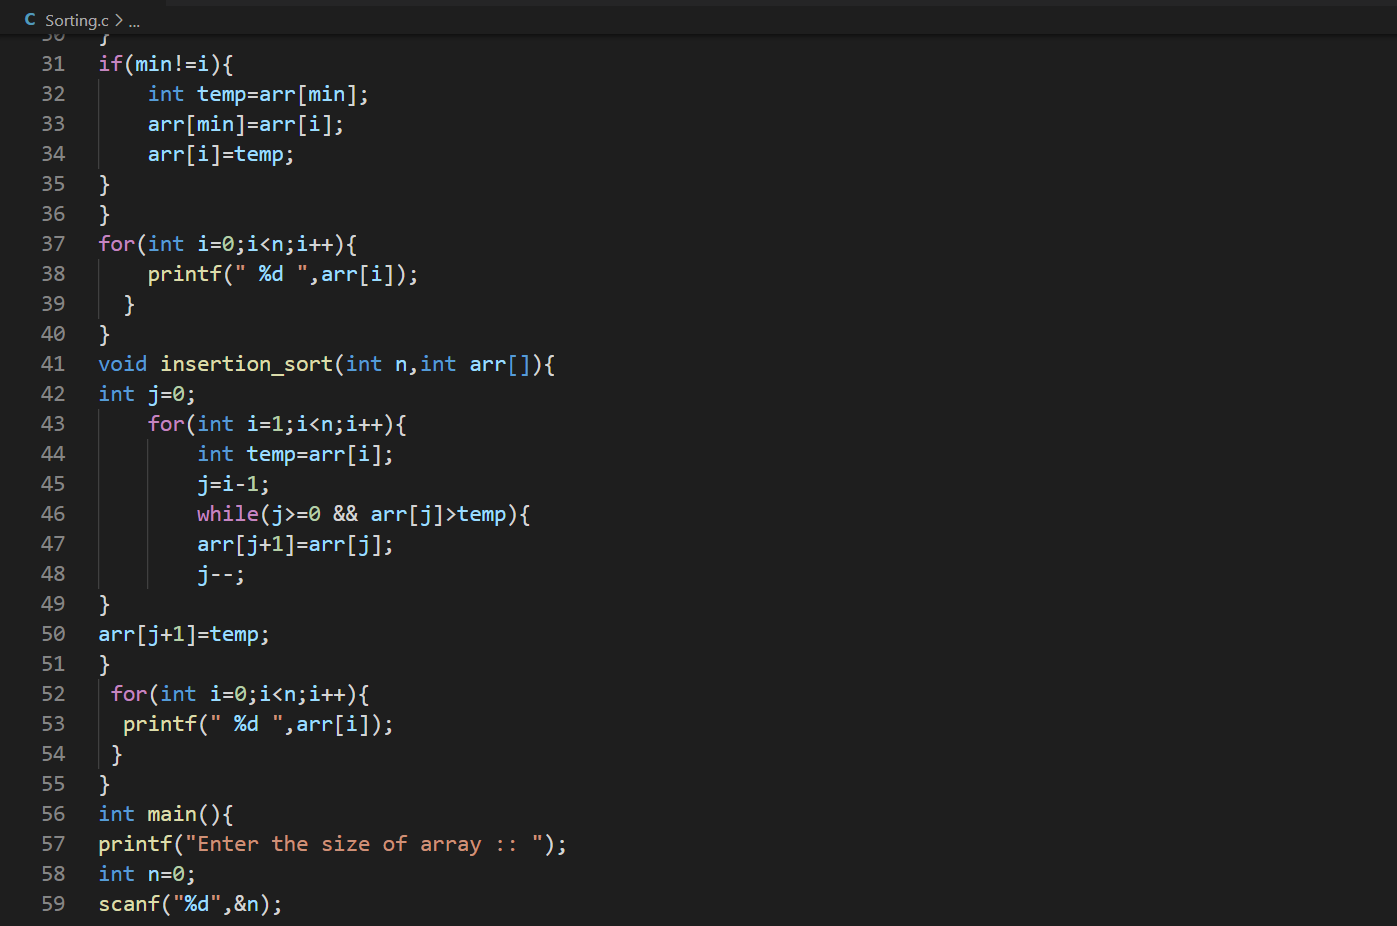 C Sorting.c > ...
30 }
31 if(min!=i){
32     int temp=arr[min];
33     arr[min]=arr[i];
34     arr[i]=temp;
35 }
36 }
37 for(int i=0;i<n;i++){
38     printf(" %d ",arr[i]);
39   }
40 }
41 void insertion_sort(int n,int arr[]){
42 int j=0;
43     for(int i=1;i<n;i++){
44         int temp=arr[i];
45         j=i-1;
46         while(j>=0 && arr[j]>temp){
47         arr[j+1]=arr[j];
48         j--;
49 }
50 arr[j+1]=temp;
51 }
52  for(int i=0;i<n;i++){
53   printf(" %d ",arr[i]);
54  }
55 }
56 int main(){
57 printf("Enter the size of array :: ");
58 int n=0;
59 scanf("%d",&n);